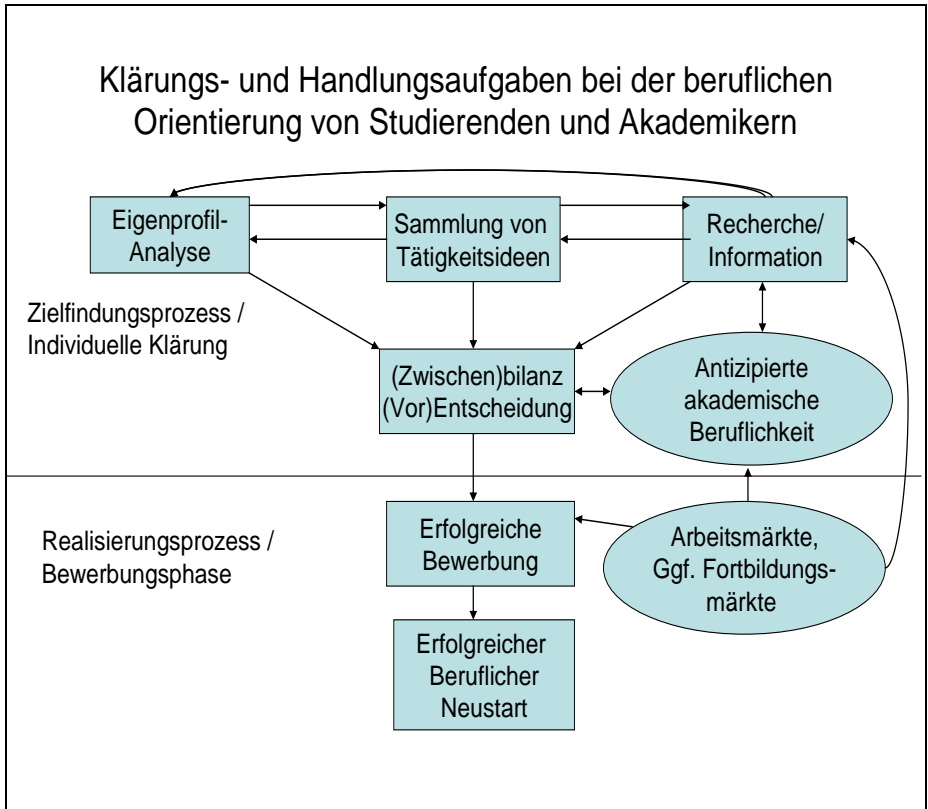 Klärungs- und Handlungsaufgaben bei der beruflichen
Orientierung von Studierenden und Akademikern
Eigenprofil-
Analyse
Sammlung von
Tätigkeitsideen
Recherche/
Information
Zielfindungsprozess /
Individuelle Klärung
(Zwischen)bilanz
(Vor)Entscheidung
Antizipierte
akademische
Beruflichkeit
Realisierungsprozess /
Bewerbungsphase
Erfolgreiche
Bewerbung
Arbeitsmärkte,
Ggf. Fortbildungs-
märkte
Erfolgreicher
Beruflicher
Neustart